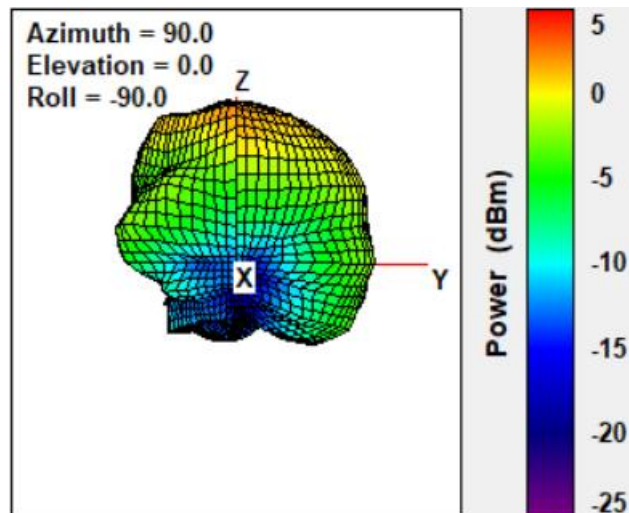 Azimuth = 90.0
Elevation = 0.0
Roll = -90.0
Z
X
Y
Power (dBm)
5
0
-5
-10
-15
-20
-25